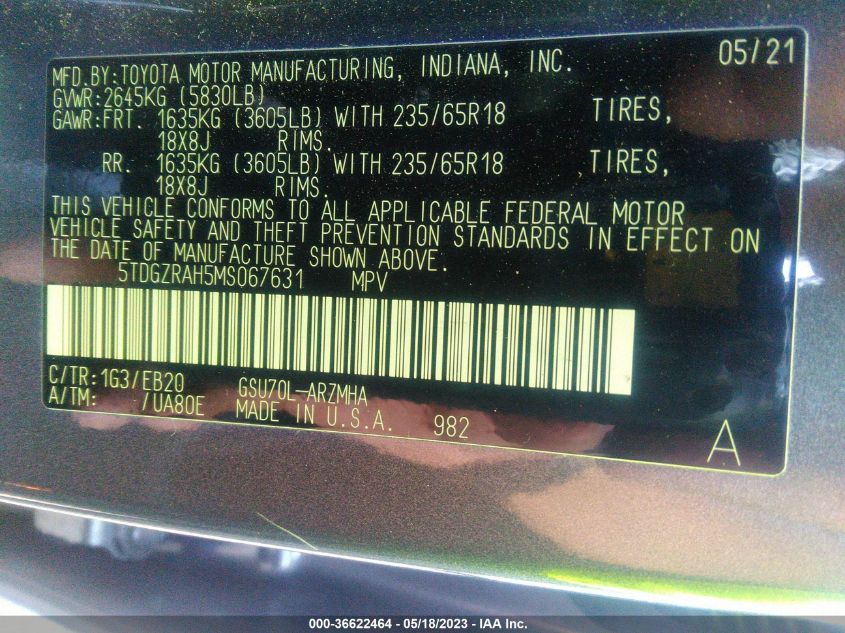 05/21
MFD.BY:TOYOTA MOTOR MANUFACTURING, INDIANA, INC.
GVWR:2645KG (5830LB)
GAWR:FRT. 1635KG (3605LB) WITH 235/65R18 TIRES,
18X8J RIMS.
RR. 1635KG (3605LB) WITH 235/65R18 TIRES,
18X8J RIMS.
THIS VEHICLE CONFORMS TO ALL APPLICABLE FEDERAL MOTOR
VEHICLE SAFETY AND THEFT PREVENTION STANDARDS IN EFFECT ON
THE DATE OF MANUFACTURE SHOWN ABOVE.
5TDGZRAH5MS067631 MPV
C/TR:1G3/EB20 GSU70L-ARZMHA
A/TM: /UA80E MADE IN U.S.A. 982
A
000-36622464 - 05/18/2023 - IAA Inc.